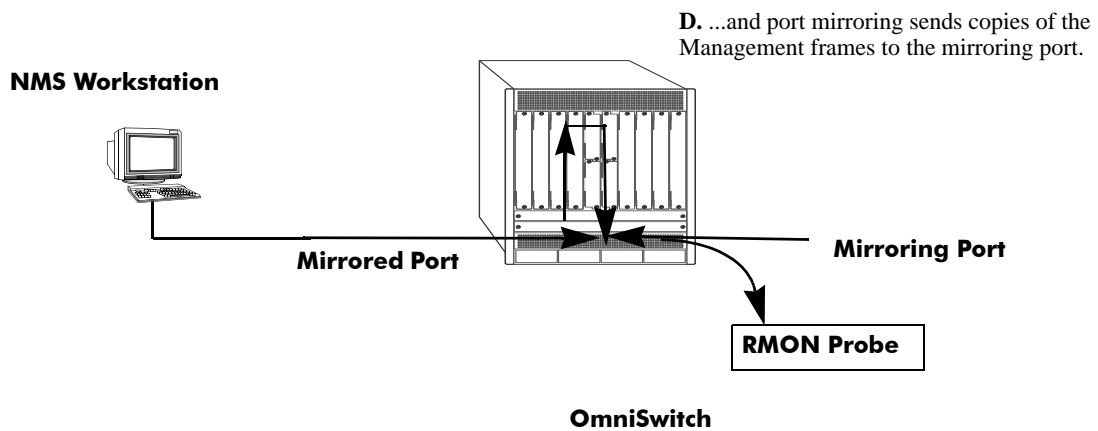 D. ...and port mirroring sends copies of the
Management frames to the mirroring port.
NMS Workstation
Mirrored Port
Mirroring Port
RMON Probe
OmniSwitch